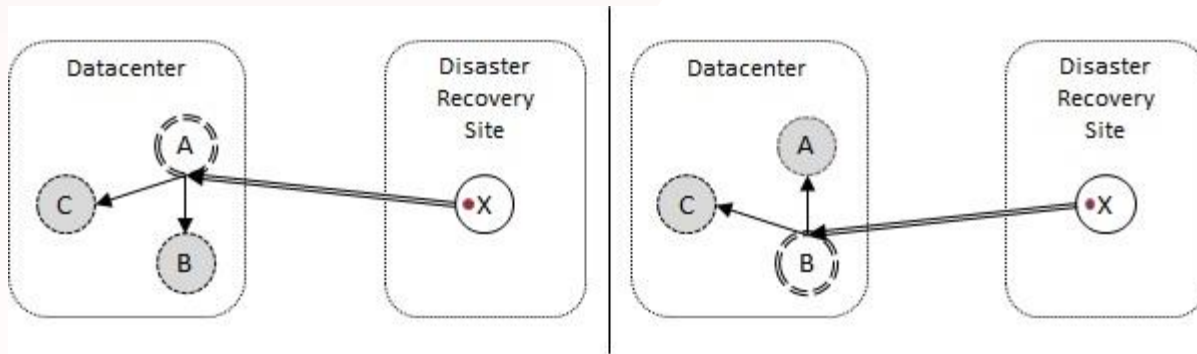 Datacenter
Disaster
Recovery
Site
A
C
X
B
Datacenter
Disaster
Recovery
Site
A
C
X
B